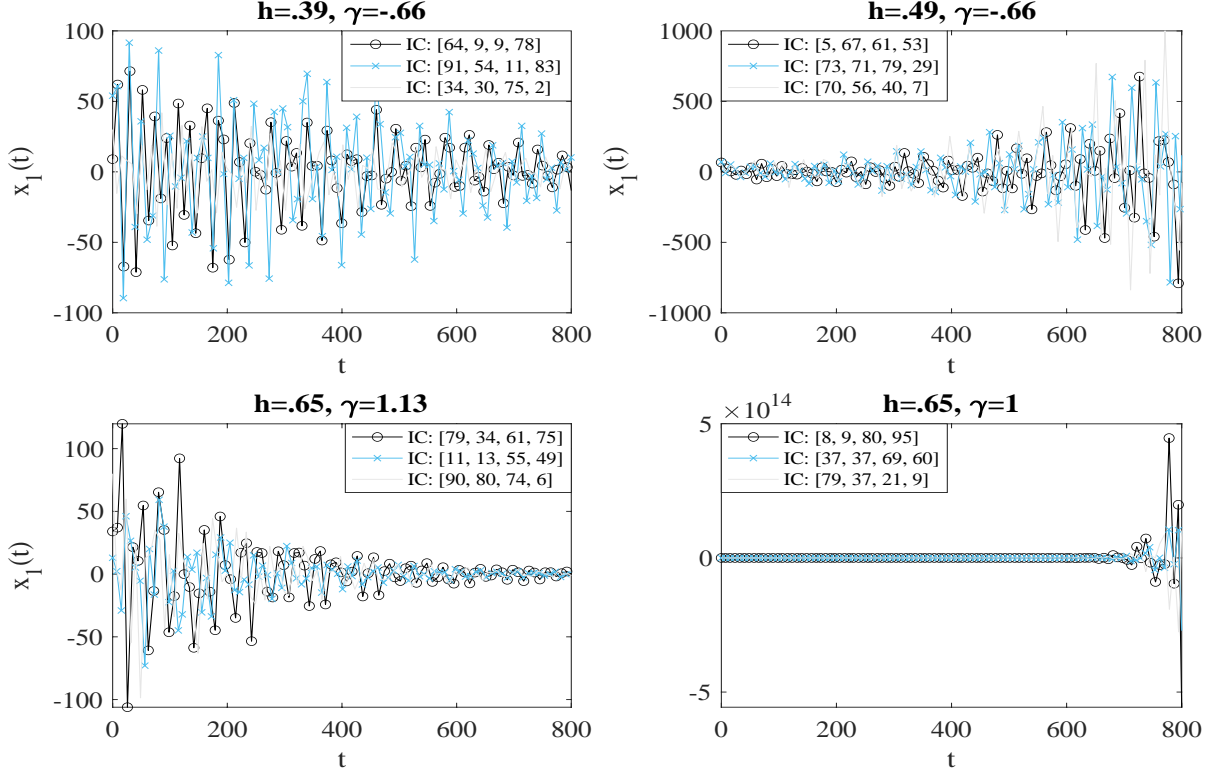 h=.39, γ=-.66
100
50
0
-50
-100
x₁(t)
IC: [64, 9, 9, 78]
IC: [91, 54, 11, 83]
IC: [34, 30, 75, 2]
0 200 400 600 800
t
h=.49, γ=-.66
1000
500
0
-500
-1000
x₁(t)
IC: [5, 67, 61, 53]
IC: [73, 71, 79, 29]
IC: [70, 56, 40, 7]
0 200 400 600 800
t
h=.65, γ=1.13
100
50
0
-50
-100
x₁(t)
IC: [79, 34, 61, 75]
IC: [11, 13, 55, 49]
IC: [90, 80, 74, 6]
0 200 400 600 800
t
h=.65, γ=1
×10¹⁴
5
0
-5
x₁(t)
IC: [8, 9, 80, 95]
IC: [37, 37, 69, 60]
IC: [79, 37, 21, 9]
0 200 400 600 800
t